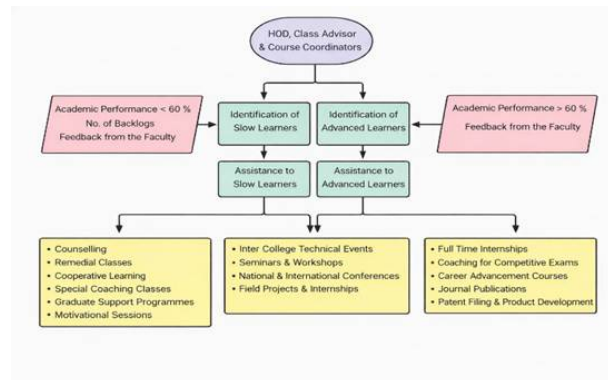 HOD, Class Advisor
& Course Coordinators
Academic Performance < 60 %
No. of Backlogs
Feedback from the Faculty
Identification of
Slow Learners
Identification of
Advanced Learners
Academic Performance > 60 %
Feedback from the Faculty
Assistance to
Slow Learners
Assistance to
Advanced Learners
• Counselling
• Remedial Classes
• Cooperative Learning
• Special Coaching Classes
• Graduate Support Programmes
• Motivational Sessions
• Inter College Technical Events
• Seminars & Workshops
• National & International Conferences
• Field Projects & Internships
• Full Time Internships
• Coaching for Competitive Exams
• Career Advancement Courses
• Journal Publications
• Patent Filing & Product Development